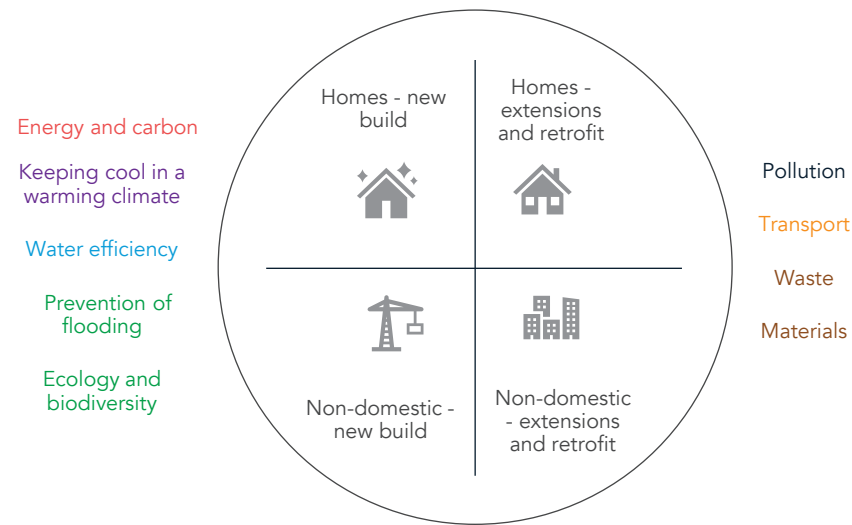 Energy and carbon
Keeping cool in a
warming climate
Water efficiency
Prevention of
flooding
Ecology and
biodiversity
Homes - new
build
Homes -
extensions
and retrofit
Non-domestic -
new build
Non-domestic
- extensions
and retrofit
Pollution
Transport
Waste
Materials